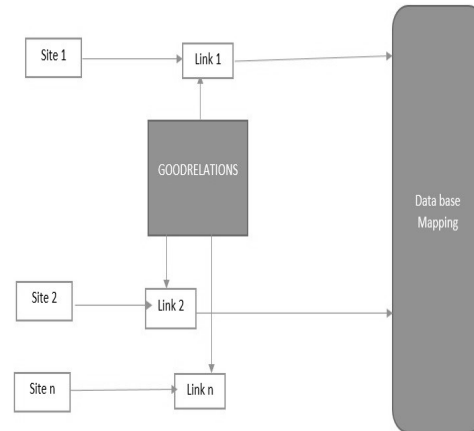 Site 1
Link 1
GOODRELATIONS
Data base
Mapping
Site 2
Link 2
Site n
Link n